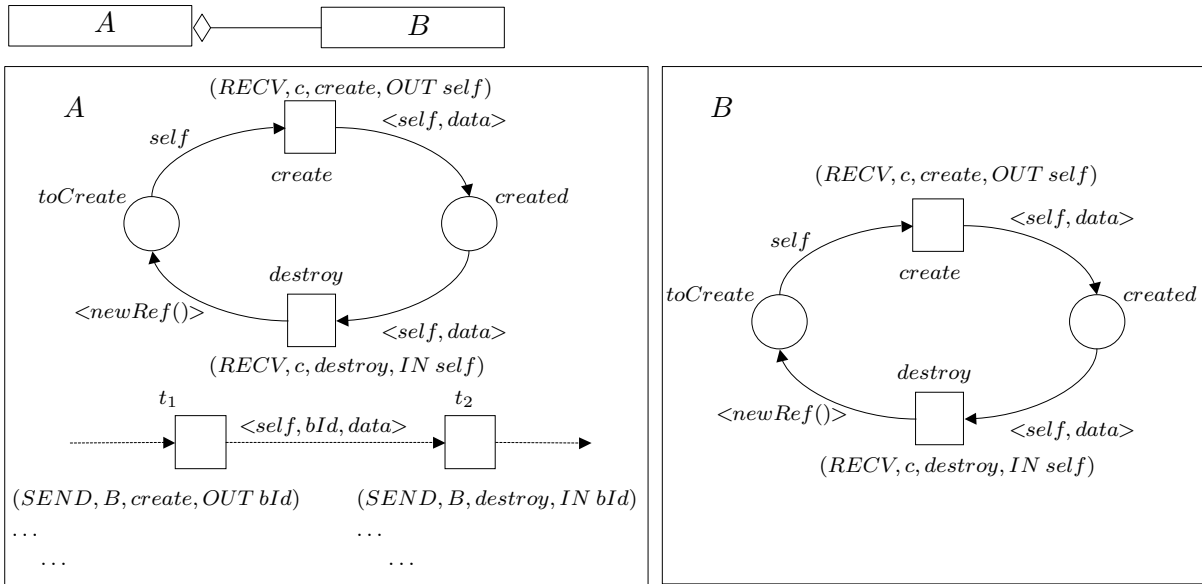 A
B
A
(RECV, c, create, OUT self)
self
<self, data>
create
toCreate
created
destroy
<newRef()>
<self, data>
(RECV, c, destroy, IN self)
t1
t2
<self, bId, data>
(SEND, B, create, OUT bId)
(SEND, B, destroy, IN bId)
...
...
...
...
B
(RECV, c, create, OUT self)
self
<self, data>
create
toCreate
created
destroy
<newRef()>
<self, data>
(RECV, c, destroy, IN self)